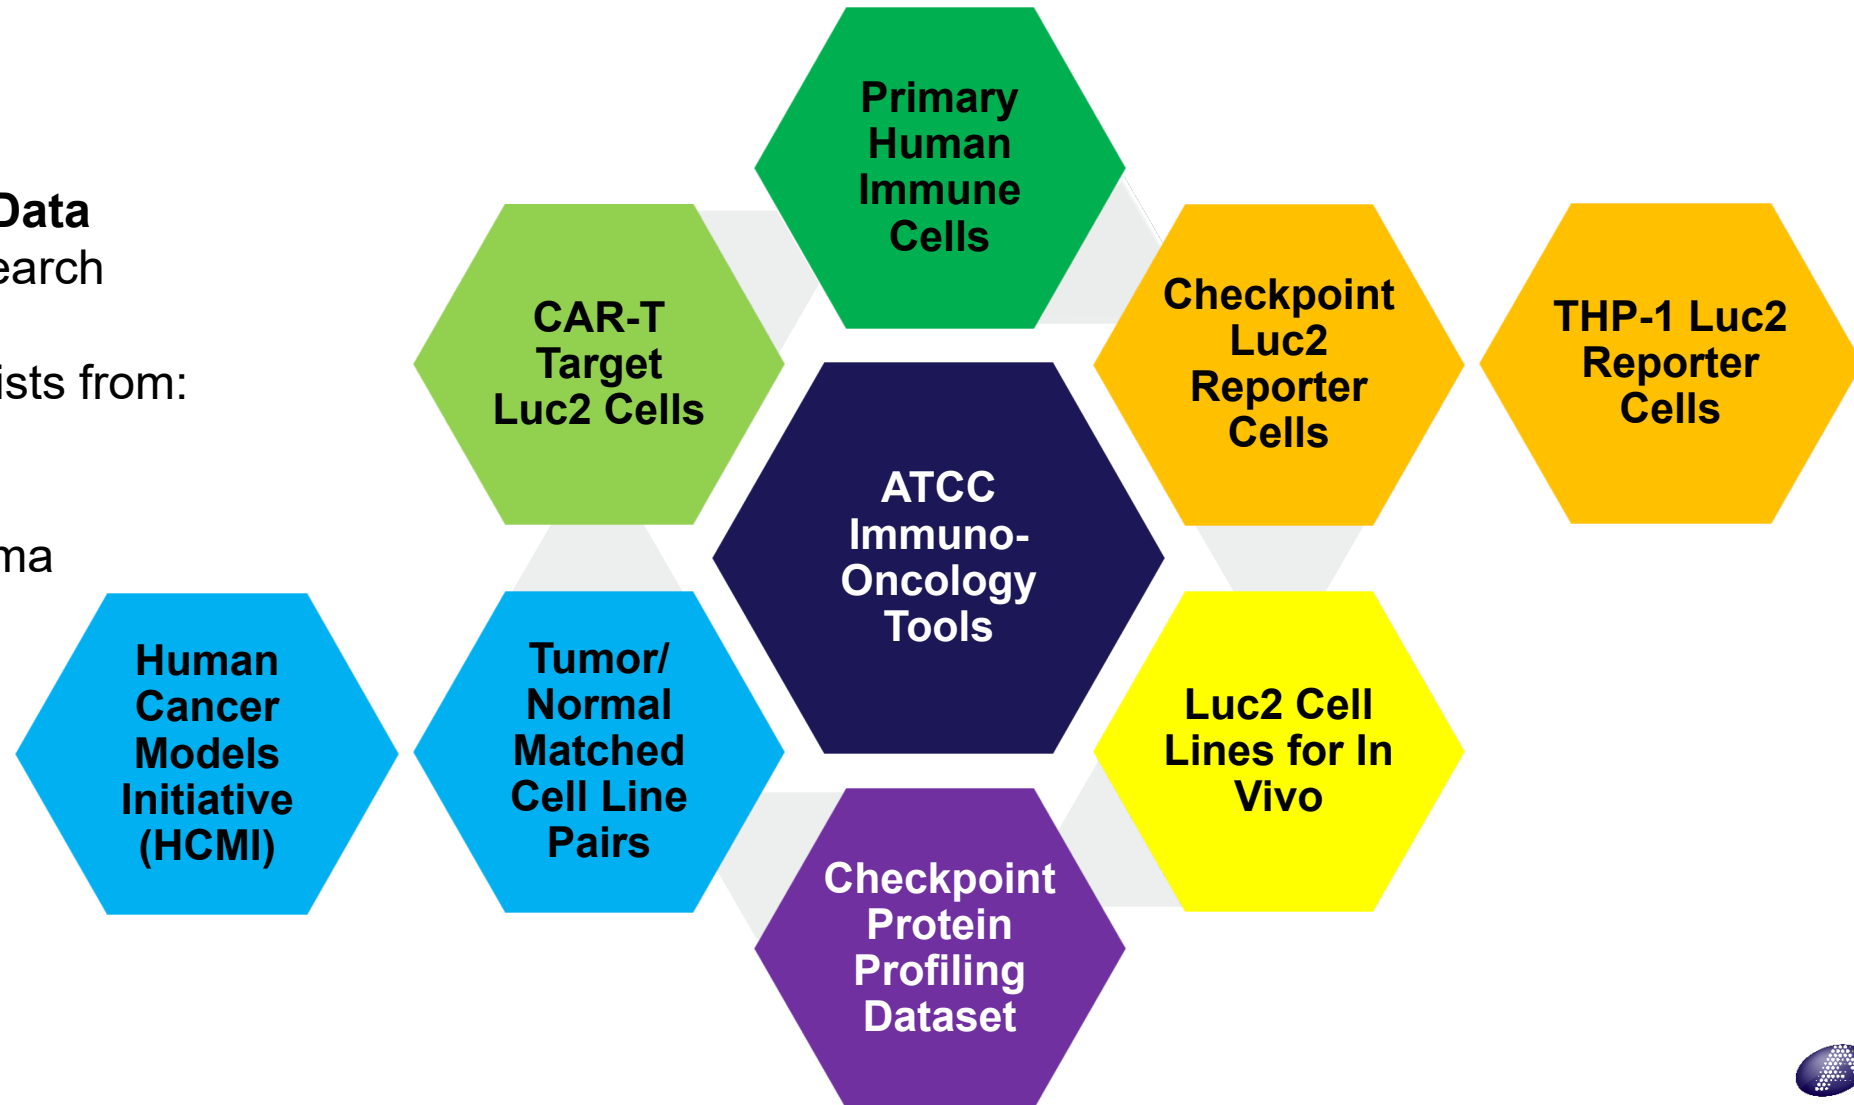 Data
earch
ists from:
ma
Primary
Human
Immune
Cells
CAR-T
Target
Luc2 Cells
Checkpoint
Luc2
Reporter
Cells
THP-1 Luc2
Reporter
Cells
ATCC
Immuno-
Oncology
Tools
Human
Cancer
Models
Initiative
(HCMI)
Tumor/
Normal
Matched
Cell Line
Pairs
Luc2 Cell
Lines for In
Vivo
Checkpoint
Protein
Profiling
Dataset